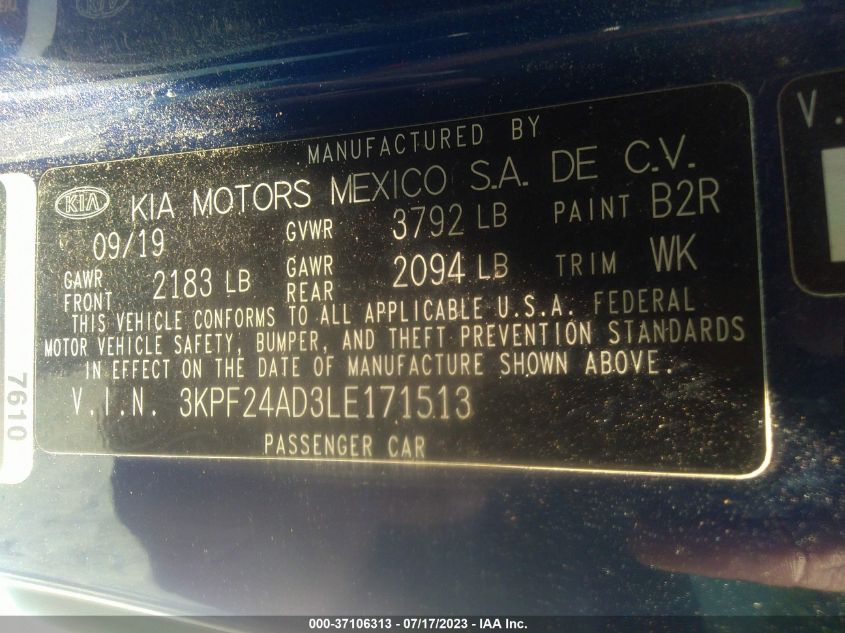 MANUFACTURED BY
KIA KIA MOTORS MEXICO S.A. DE C.V.
09/19 GVWR 3792 LB PAINT B2R
GAWR FRONT 2183 LB GAWR REAR 2094 LB TRIM WK
THIS VEHICLE CONFORMS TO ALL APPLICABLE U.S.A. FEDERAL
MOTOR VEHICLE SAFETY, BUMPER, AND THEFT PREVENTION STANDARDS
IN EFFECT ON THE DATE OF MANUFACTURE SHOWN ABOVE.
V.I.N. 3KPF24AD3LE171513
PASSENGER CAR
7610
V.
000-37106313 / 07/17/2023 - IAA Inc.